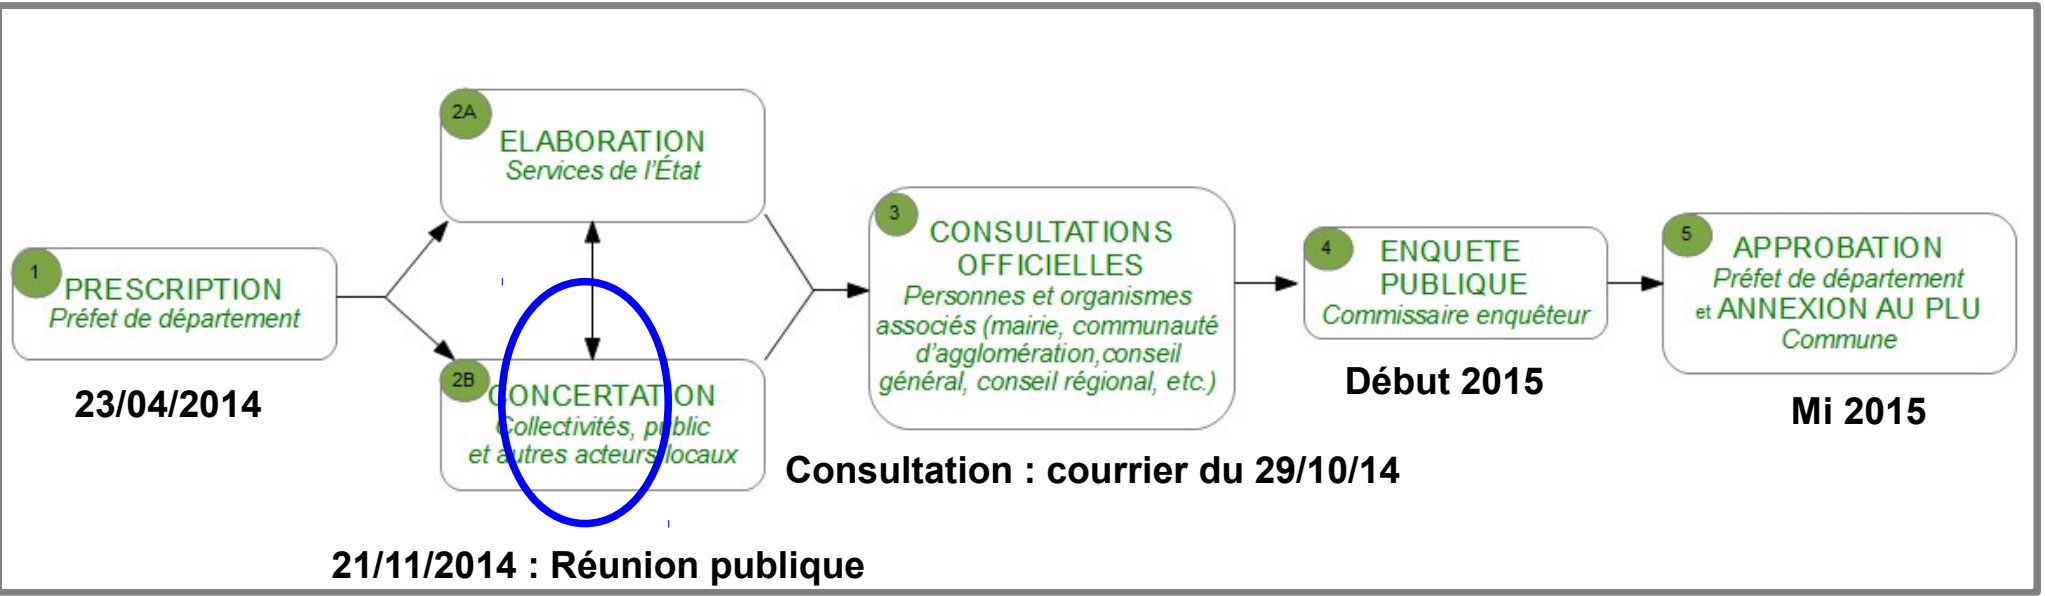 1
PRESCRIPTION
Préfet de département
23/04/2014
2A
ELABORATION
Services de l'État
2B
CONCERTATION
Collectivités, public
et autres acteurs locaux
21/11/2014 : Réunion publique
3
CONSULTATIONS
OFFICIELLES
Personnes et organismes
associés (mairie, communauté
d'agglomération,conseil
général, conseil régional, etc.)
Consultation : courrier du 29/10/14
4
ENQUETE
PUBLIQUE
Commissaire enquêteur
Début 2015
5
APPROBATION
Préfet de département
et ANNEXION AU PLU
Commune
Mi 2015